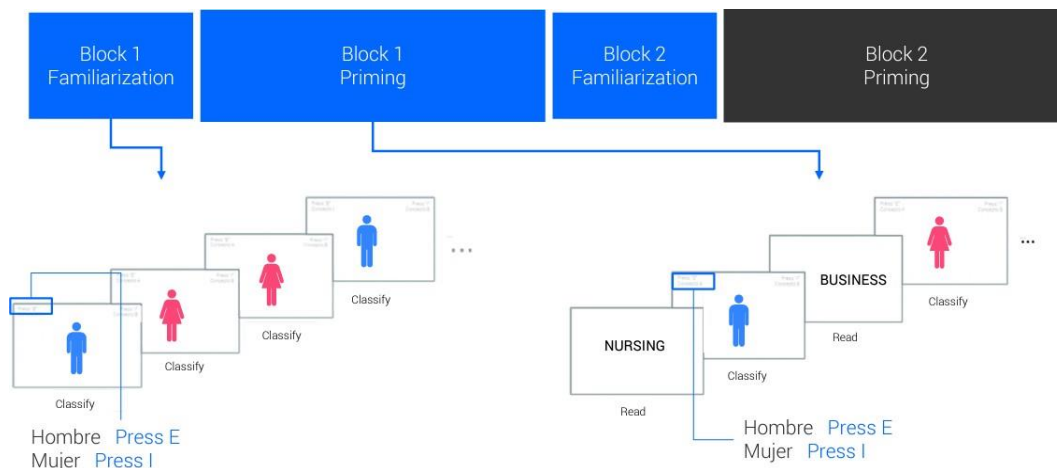 Block 1
Familiarization
Block 1
Priming
Block 2
Familiarization
Block 2
Priming
Classify
Classify
Classify
Classify
...
Hombre Press E
Mujer Press I
NURSING
Read
Classify
BUSINESS
Read
Classify
...
Hombre Press E
Mujer Press I